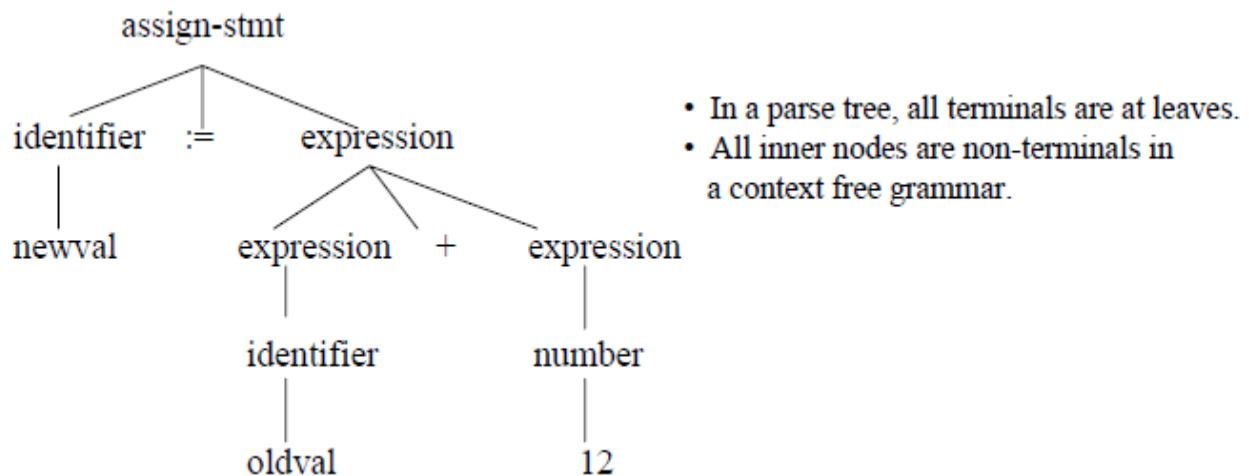 assign-stmt
identifier := expression
• In a parse tree, all terminals are at leaves.
• All inner nodes are non-terminals in
a context free grammar.
newval expression + expression
identifier number
oldval 12